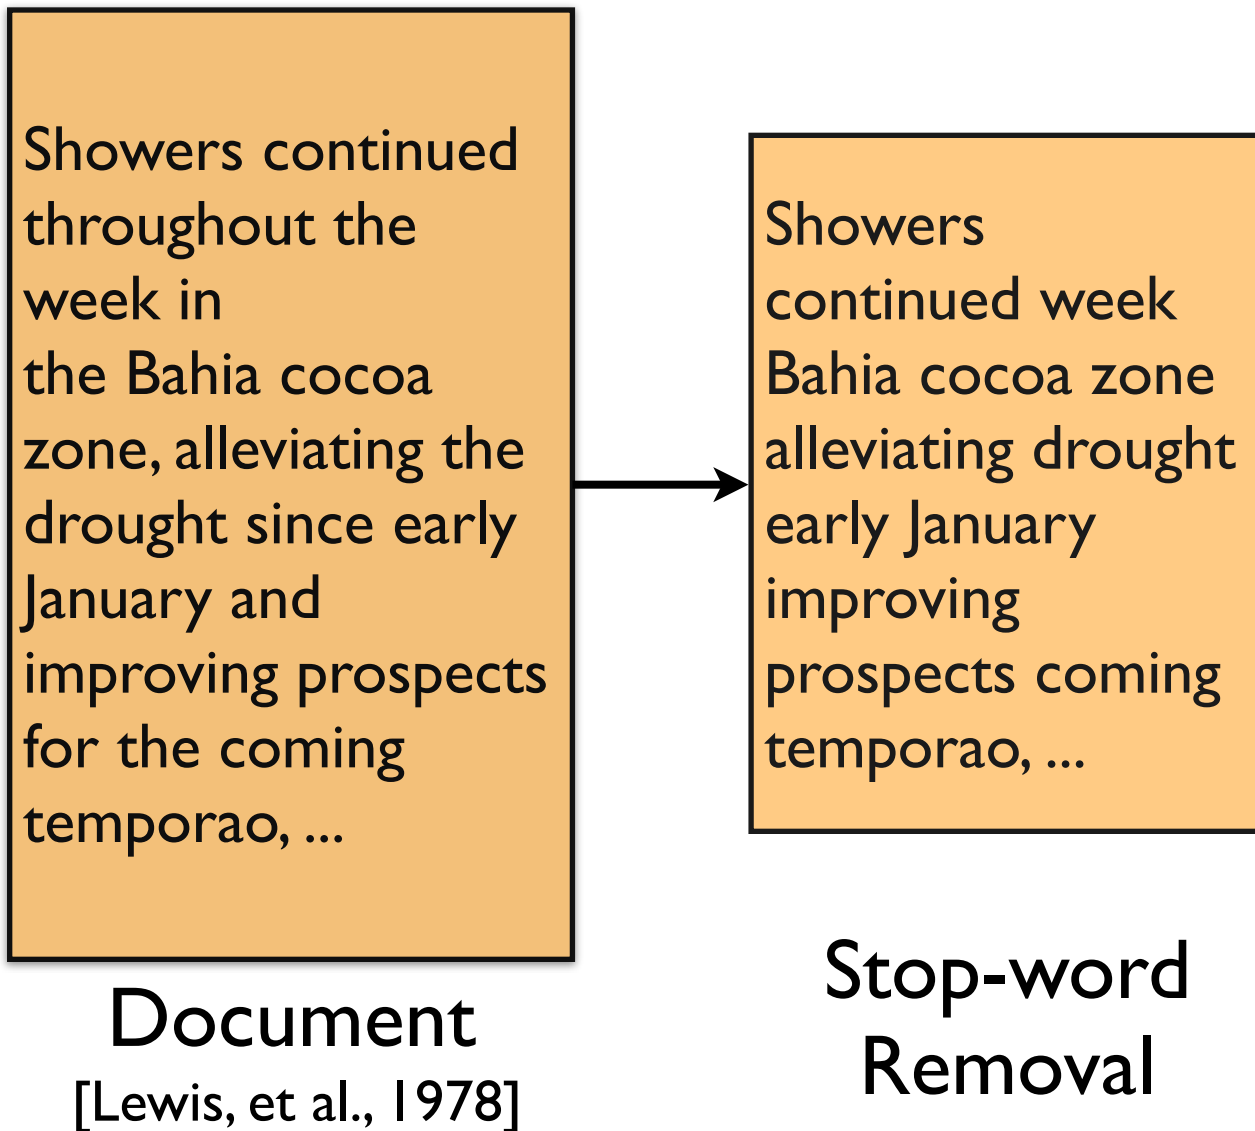 Showers continued
throughout the
week in
the Bahia cocoa
zone, alleviating the
drought since early
January and
improving prospects
for the coming
temporao, ...
Document
[Lewis, et al., 1978]
Showers
continued week
Bahia cocoa zone
alleviating drought
early January
improving
prospects coming
temporao, ...
Stop-word
Removal